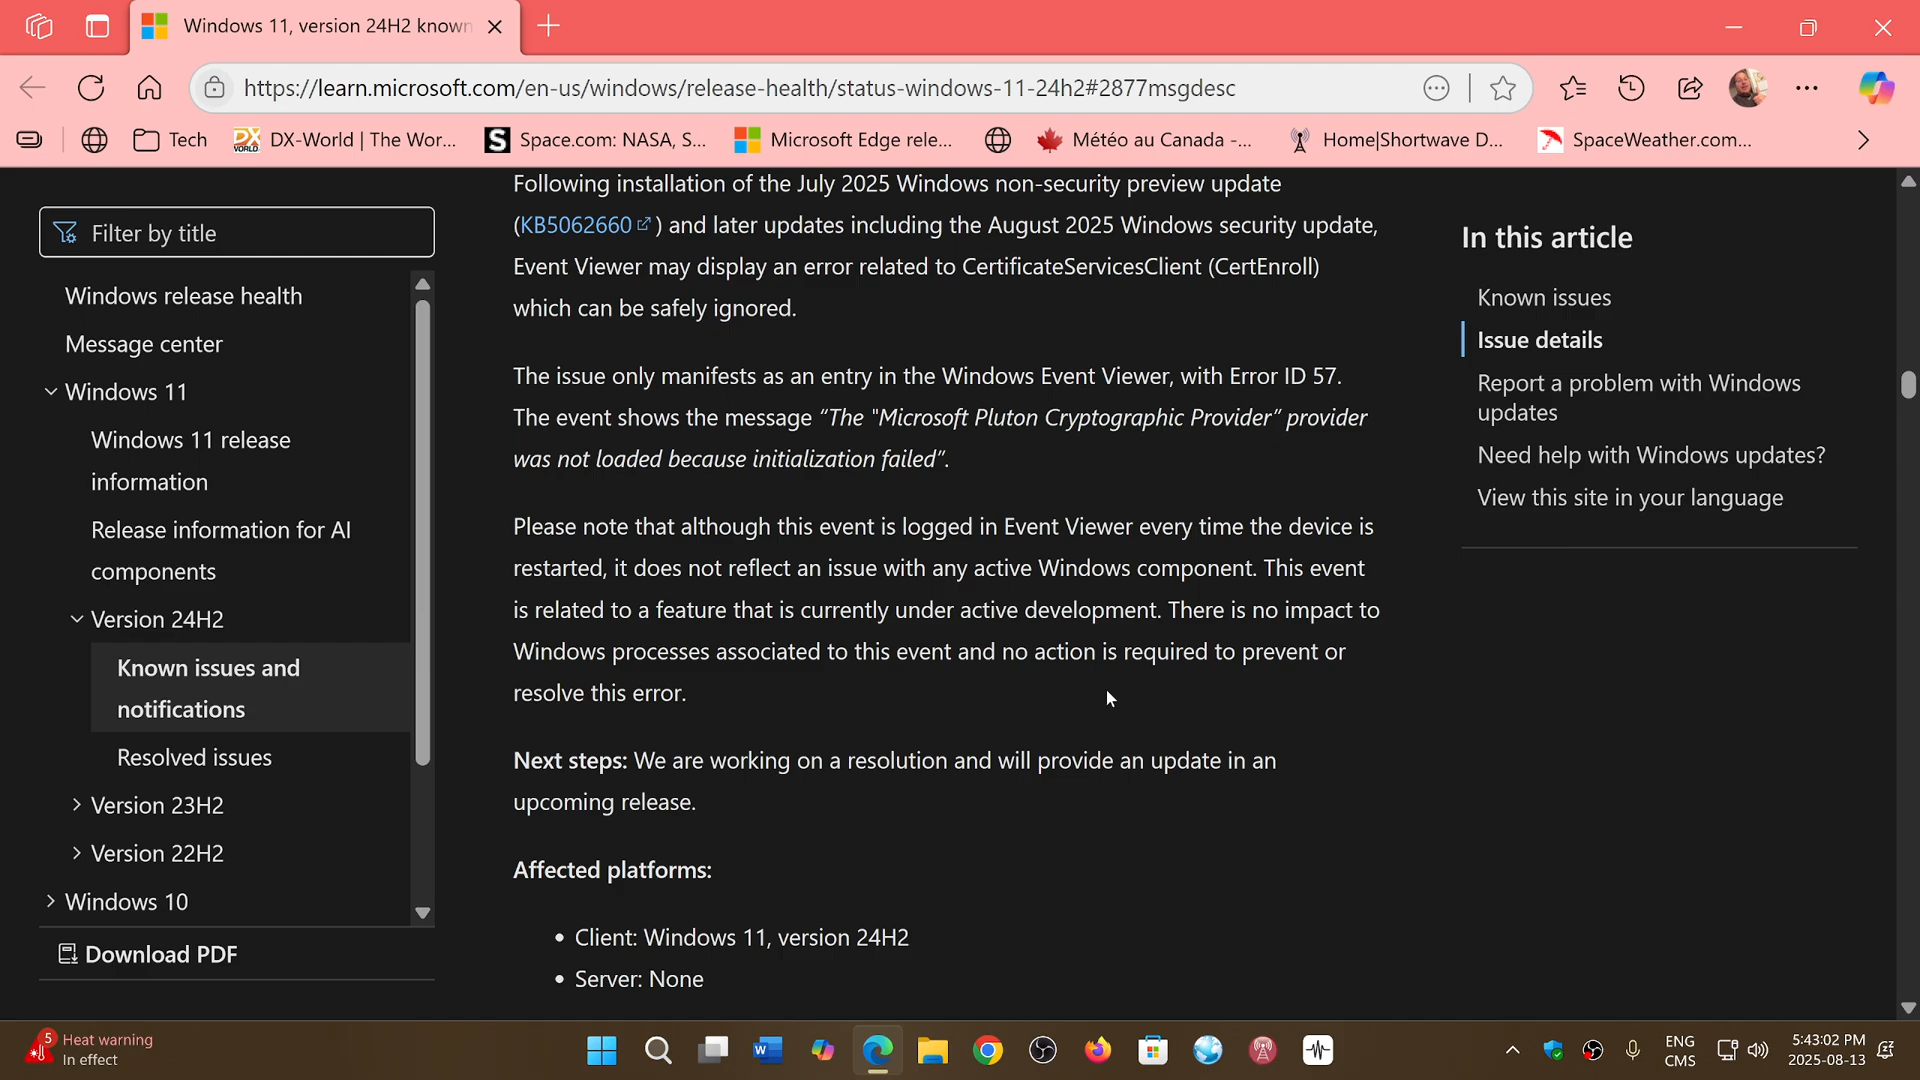 Windows 11, version 24H2 known
https://learn.microsoft.com/en-us/windows/release-health/status-windows-11-24h2#2877msgdesc
Tech
DX-World | The Wor...
Space.com: NASA, S...
Microsoft Edge rele...
Météo au Canada -...
Home|Shortwave D...
SpaceWeather.com...
Filter by title
Windows release health
Message center
Windows 11
Windows 11 release
information
Release information for AI
components
Version 24H2
Known issues and
notifications
Resolved issues
Version 23H2
Version 22H2
Windows 10
Download PDF
Following installation of the July 2025 Windows non-security preview update
(KB5062660 ) and later updates including the August 2025 Windows security update,
Event Viewer may display an error related to CertificateServicesClient (CertEnroll)
which can be safely ignored.
The issue only manifests as an entry in the Windows Event Viewer, with Error ID 57.
The event shows the message “The "Microsoft Pluton Cryptographic Provider” provider
was not loaded because initialization failed”.
Please note that although this event is logged in Event Viewer every time the device is
restarted, it does not reflect an issue with any active Windows component. This event
is related to a feature that is currently under active development. There is no impact to
Windows processes associated to this event and no action is required to prevent or
resolve this error.
Next steps: We are working on a resolution and will provide an update in an
upcoming release.
Affected platforms:
• Client: Windows 11, version 24H2
• Server: None
In this article
Known issues
Issue details
Report a problem with Windows
updates
Need help with Windows updates?
View this site in your language
5
Heat warning
In effect
ENG
CMS
5:43:02 PM
2025-08-13